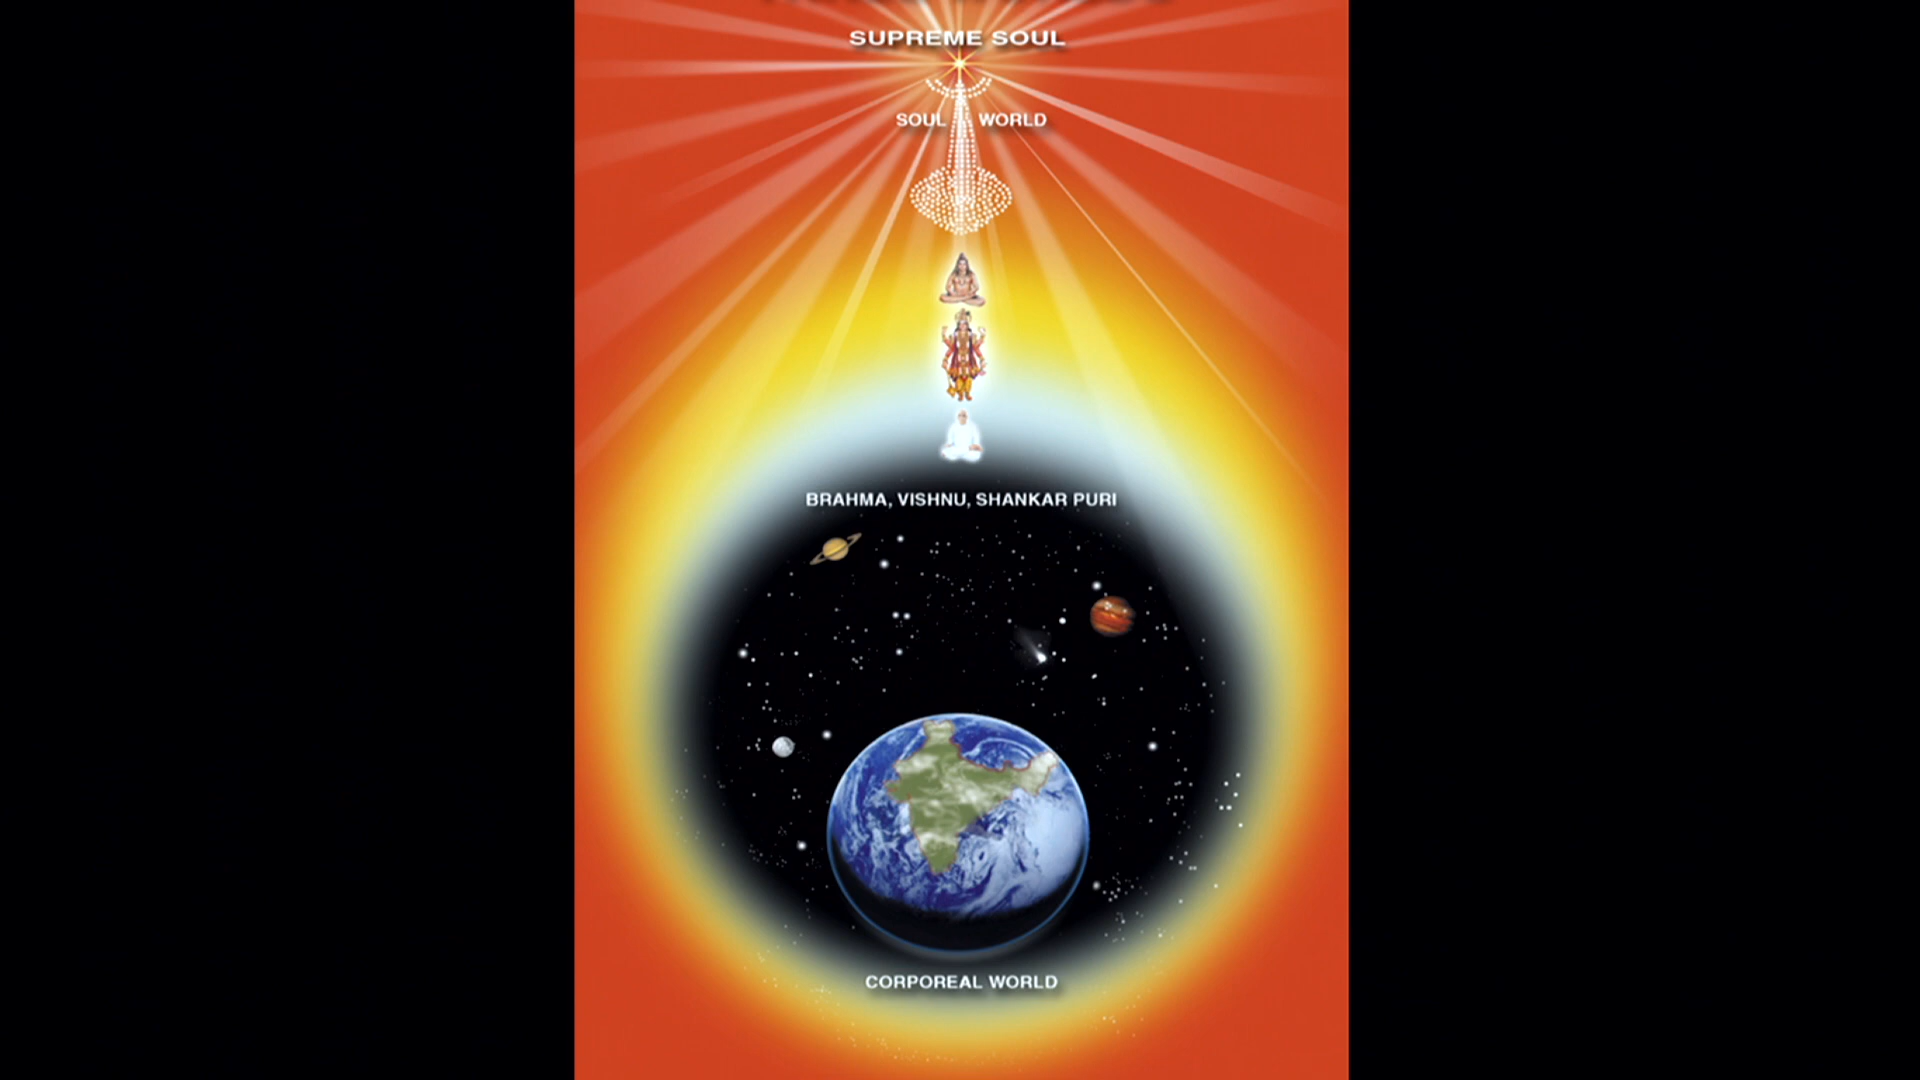 SUPREME SOUL
SOUL WORLD
BRAHMA, VISHNU, SHANKAR PURI
CORPOREAL WORLD